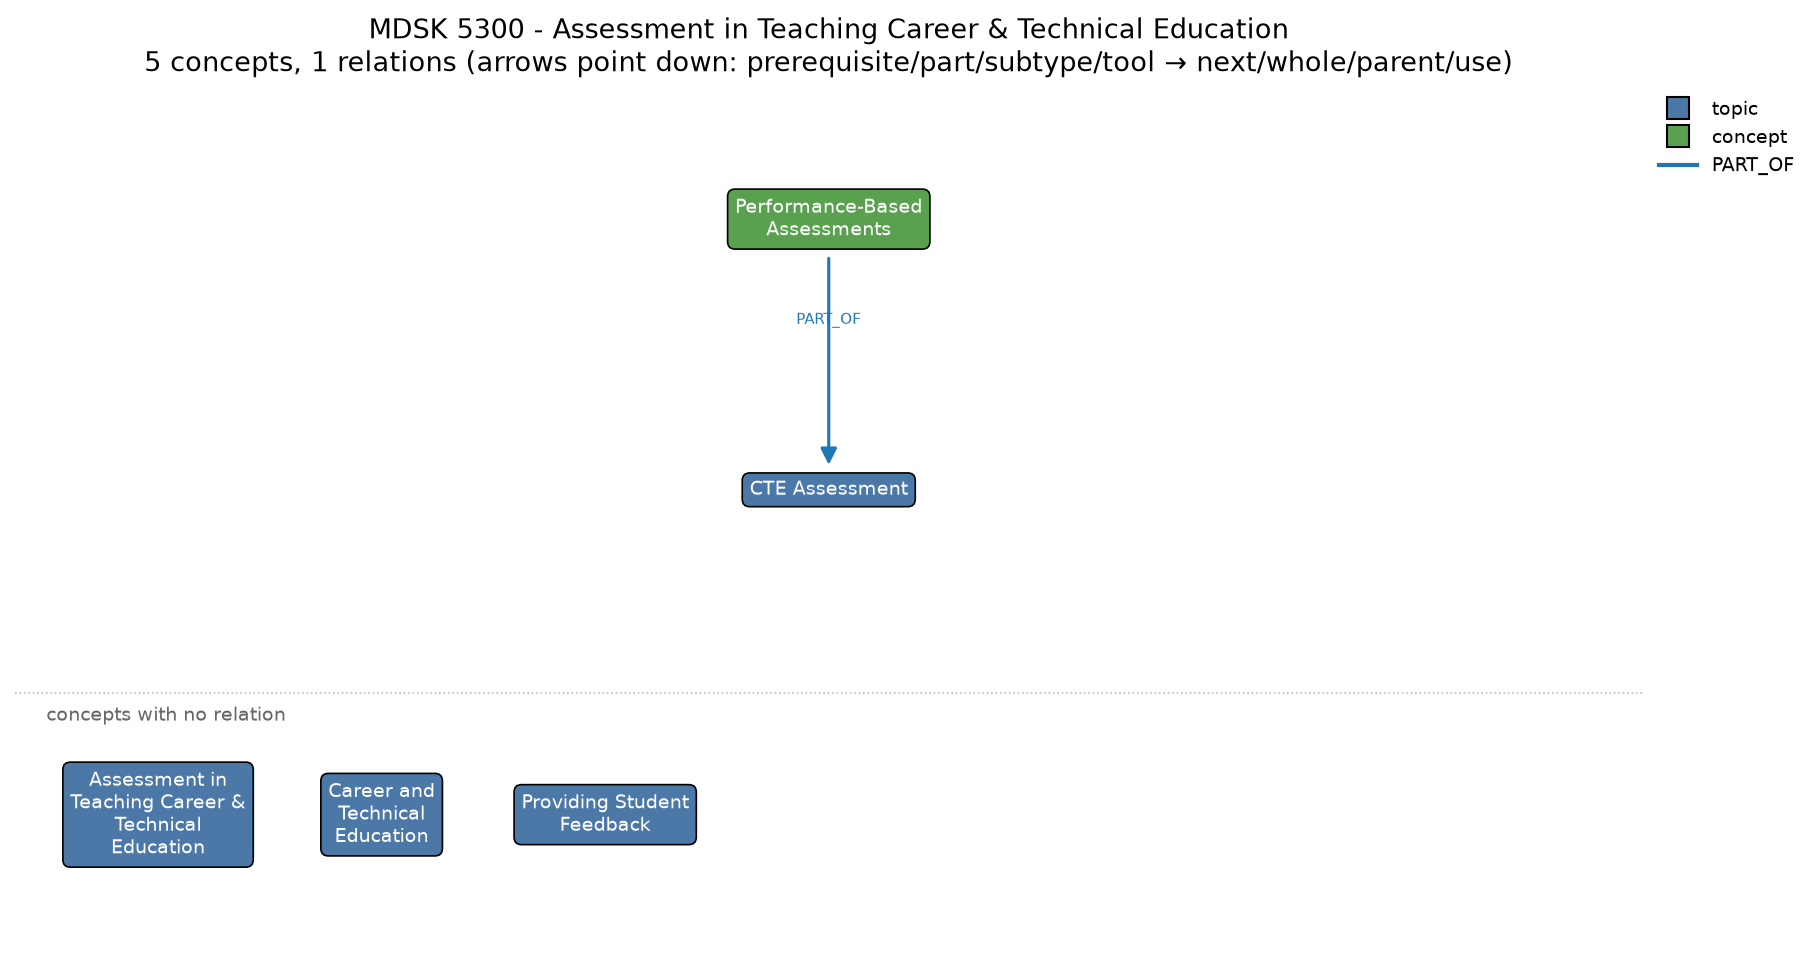 MDSK 5300 - Assessment in Teaching Career & Technical Education
5 concepts, 1 relations (arrows point down: prerequisite/part/subtype/tool → next/whole/parent/use)
topic
concept
PART_OF
Performance-Based
Assessments
PART_OF
CTE Assessment
concepts with no relation
Assessment in
Teaching Career &
Technical
Education
Career and
Technical
Education
Providing Student
Feedback